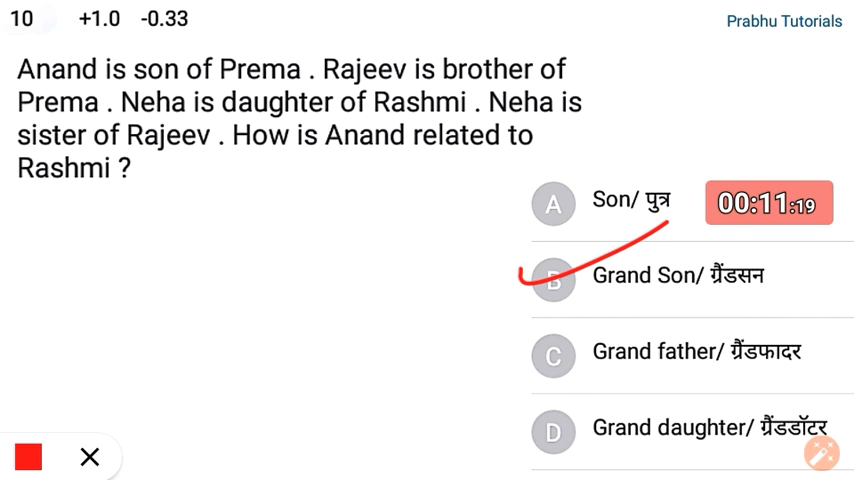 10 +1.0 -0.33
Prabhu Tutorials
Anand is son of Prema . Rajeev is brother of
Prema . Neha is daughter of Rashmi . Neha is
sister of Rajeev . How is Anand related to
Rashmi ?
A Son/ पुत्र 00:11:19
B Grand Son/ ग्रैंडसन
C Grand father/ ग्रैंडफादर
D Grand daughter/ ग्रैंडडॉटर